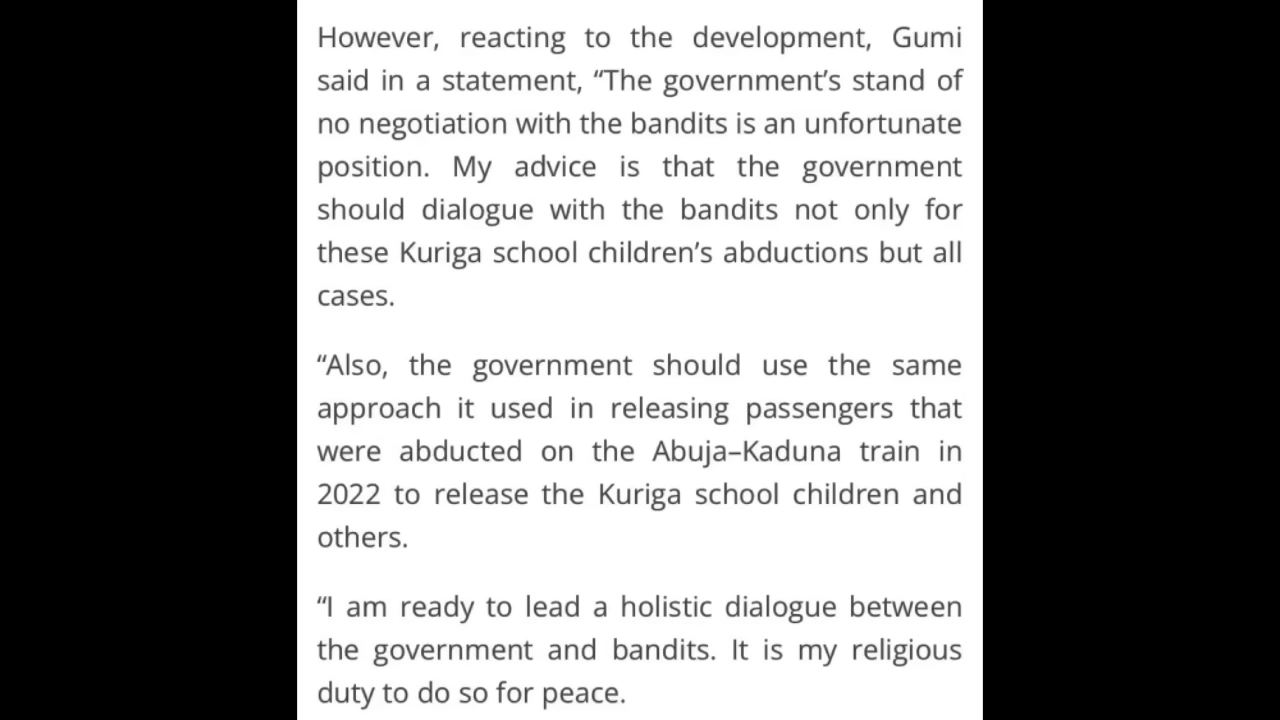 However, reacting to the development, Gumi
said in a statement, “The government’s stand of
no negotiation with the bandits is an unfortunate
position. My advice is that the government
should dialogue with the bandits not only for
these Kuriga school children’s abductions but all
cases.
“Also, the government should use the same
approach it used in releasing passengers that
were abducted on the Abuja–Kaduna train in
2022 to release the Kuriga school children and
others.
“I am ready to lead a holistic dialogue between
the government and bandits. It is my religious
duty to do so for peace.